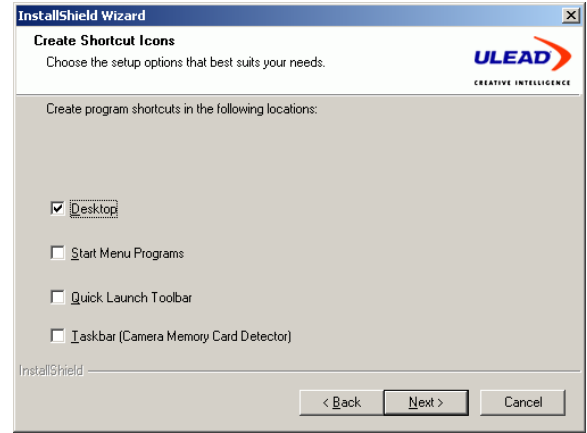 InstallShield Wizard
Create Shortcut Icons
Choose the setup options that best suits your needs.
ULEAD
CREATIVE INTELLIGENCE
Create program shortcuts in the following locations:
Desktop
Start Menu Programs
Quick Launch Toolbar
Taskbar (Camera Memory Card Detector)
InstallShield
< Back Next > Cancel